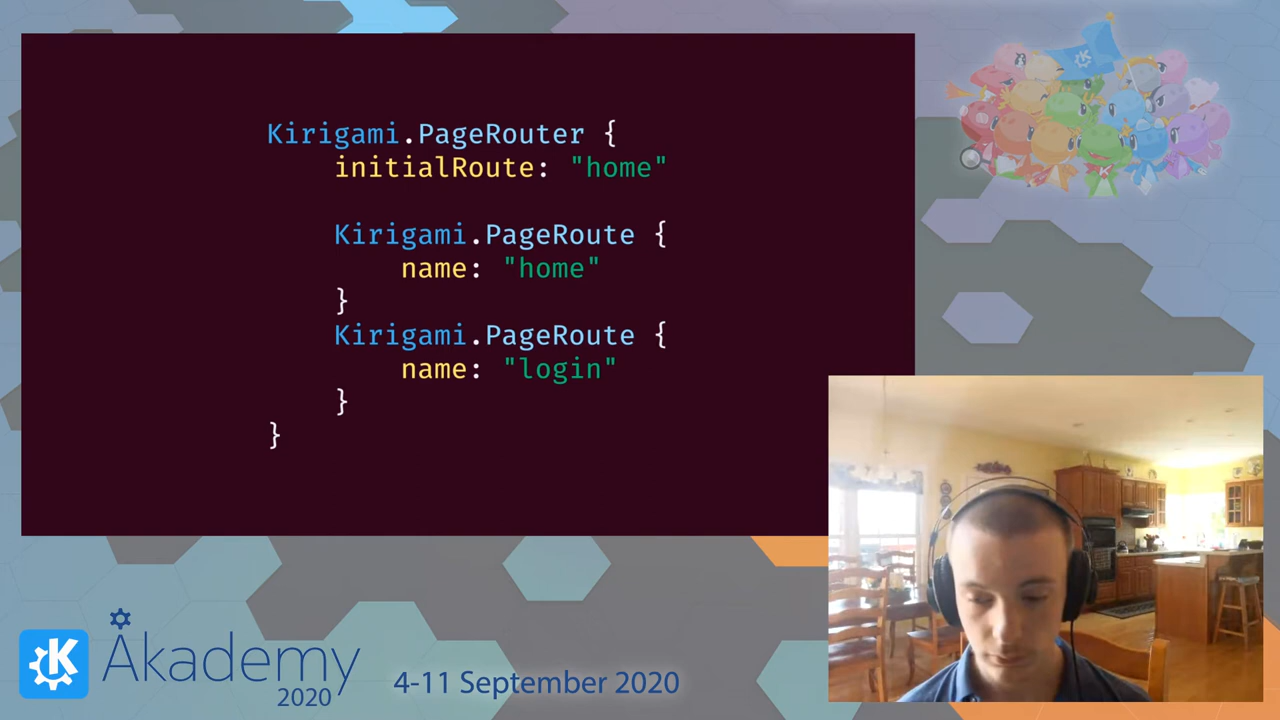 Kirigami.PageRouter {
initialRoute: "home"
Kirigami.PageRoute {
name: "home"
}
Kirigami.PageRoute {
name: "login"
}
}
Akademy
2020
4-11 September 2020